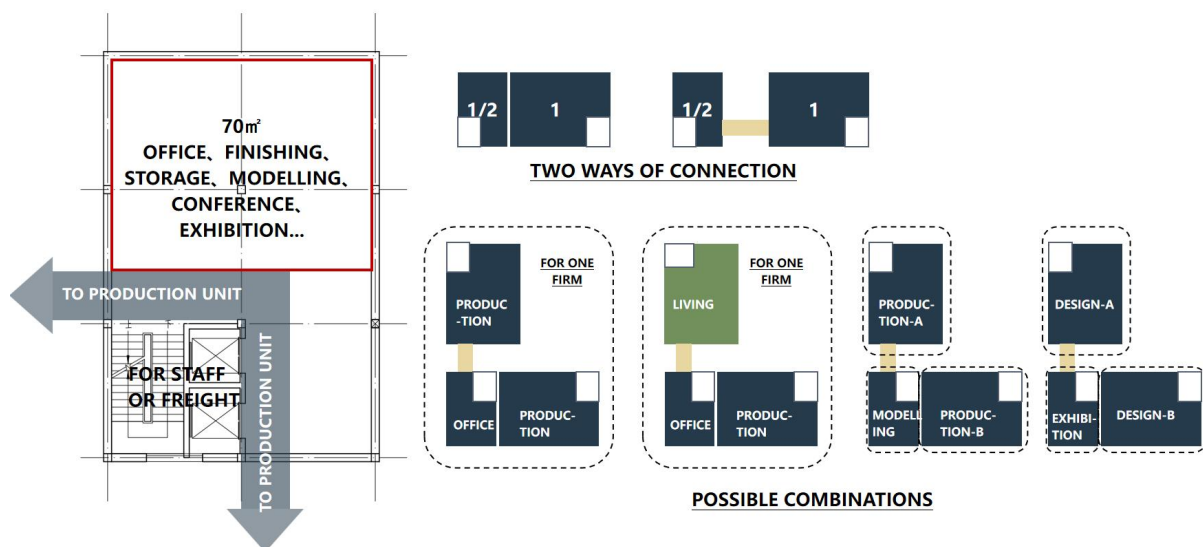 70㎡
OFFICE、FINISHING、
STORAGE、MODELLING、
CONFERENCE、
EXHIBITION...
TO PRODUCTION UNIT
FOR STAFF
OR FREIGHT
TO PRODUCTION UNIT
1/2
1
1/2
1
TWO WAYS OF CONNECTION
FOR ONE
FIRM
PRODUC
-TION
OFFICE
PRODUC-
TION
FOR ONE
FIRM
LIVING
OFFICE
PRODUC-
TION
PRODUC-
TION-A
MODELL
ING
PRODUC-
TION-B
DESIGN-A
EXHIBI-
TION
DESIGN-B
POSSIBLE COMBINATIONS